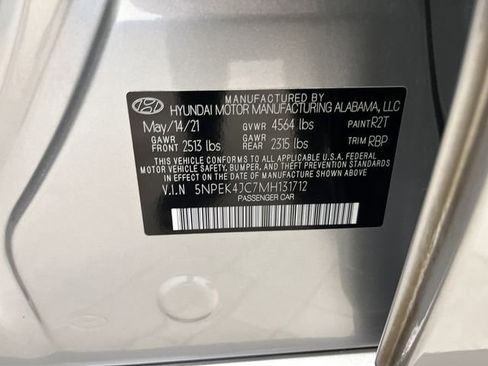 MANUFACTURED BY
HYUNDAI MOTOR MANUFACTURING ALABAMA, LLC
May/14/21 GVWR 4564 lbs PAINT R2T
GAWR FRONT 2513 lbs GAWR REAR 2315 lbs TRIM RBP
THIS VEHICLE CONFORMS TO ALL APPLICABLE U.S.A. FEDERAL
MOTOR VEHICLE SAFETY, BUMPER, AND THEFT PREVENTION STANDARDS
IN EFFECT ON THE DATE OF MANUFACTURE SHOWN ABOVE
V.I.N 5NPEK4JC7MH131712
PASSENGER CAR